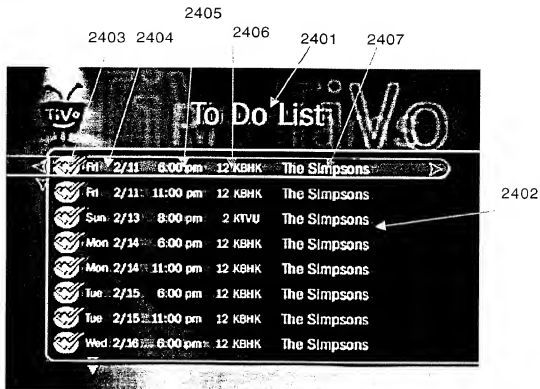 2405
2403 2404 2406 2401 2407
TiVo To Do List TiVo
Fri 2/11 6:00 pm 12 KBHK The Simpsons
Fri 2/11 11:00 pm 12 KBHK The Simpsons
Sun 2/13 8:00 pm 2 KTVU The Simpsons
2402
Mon 2/14 6:00 pm 12 KBHK The Simpsons
Mon 2/14 11:00 pm 12 KBHK The Simpsons
Tue 2/15 6:00 pm 12 KBHK The Simpsons
Tue 2/15 11:00 pm 12 KBHK The Simpsons
Wed 2/16 6:00 pm 12 KBHK The Simpsons